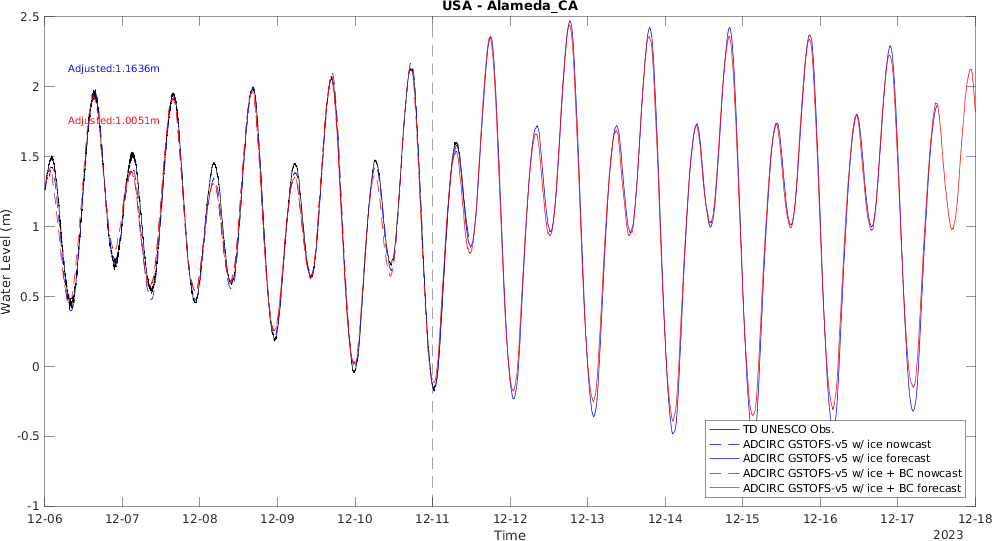 USA - Alameda_CA
2.5
2
1.5
1
0.5
0
-0.5
-1
Water Level (m)
Adjusted:1.1636m
Adjusted:1.0051m
TD UNESCO Obs.
ADCIRC GSTOFS-v5 w/ ice nowcast
ADCIRC GSTOFS-v5 w/ ice forecast
ADCIRC GSTOFS-v5 w/ ice + BC nowcast
ADCIRC GSTOFS-v5 w/ ice + BC forecast
12-06 12-07 12-08 12-09 12-10 12-11 12-12 12-13 12-14 12-15 12-16 12-17 12-18
Time
2023